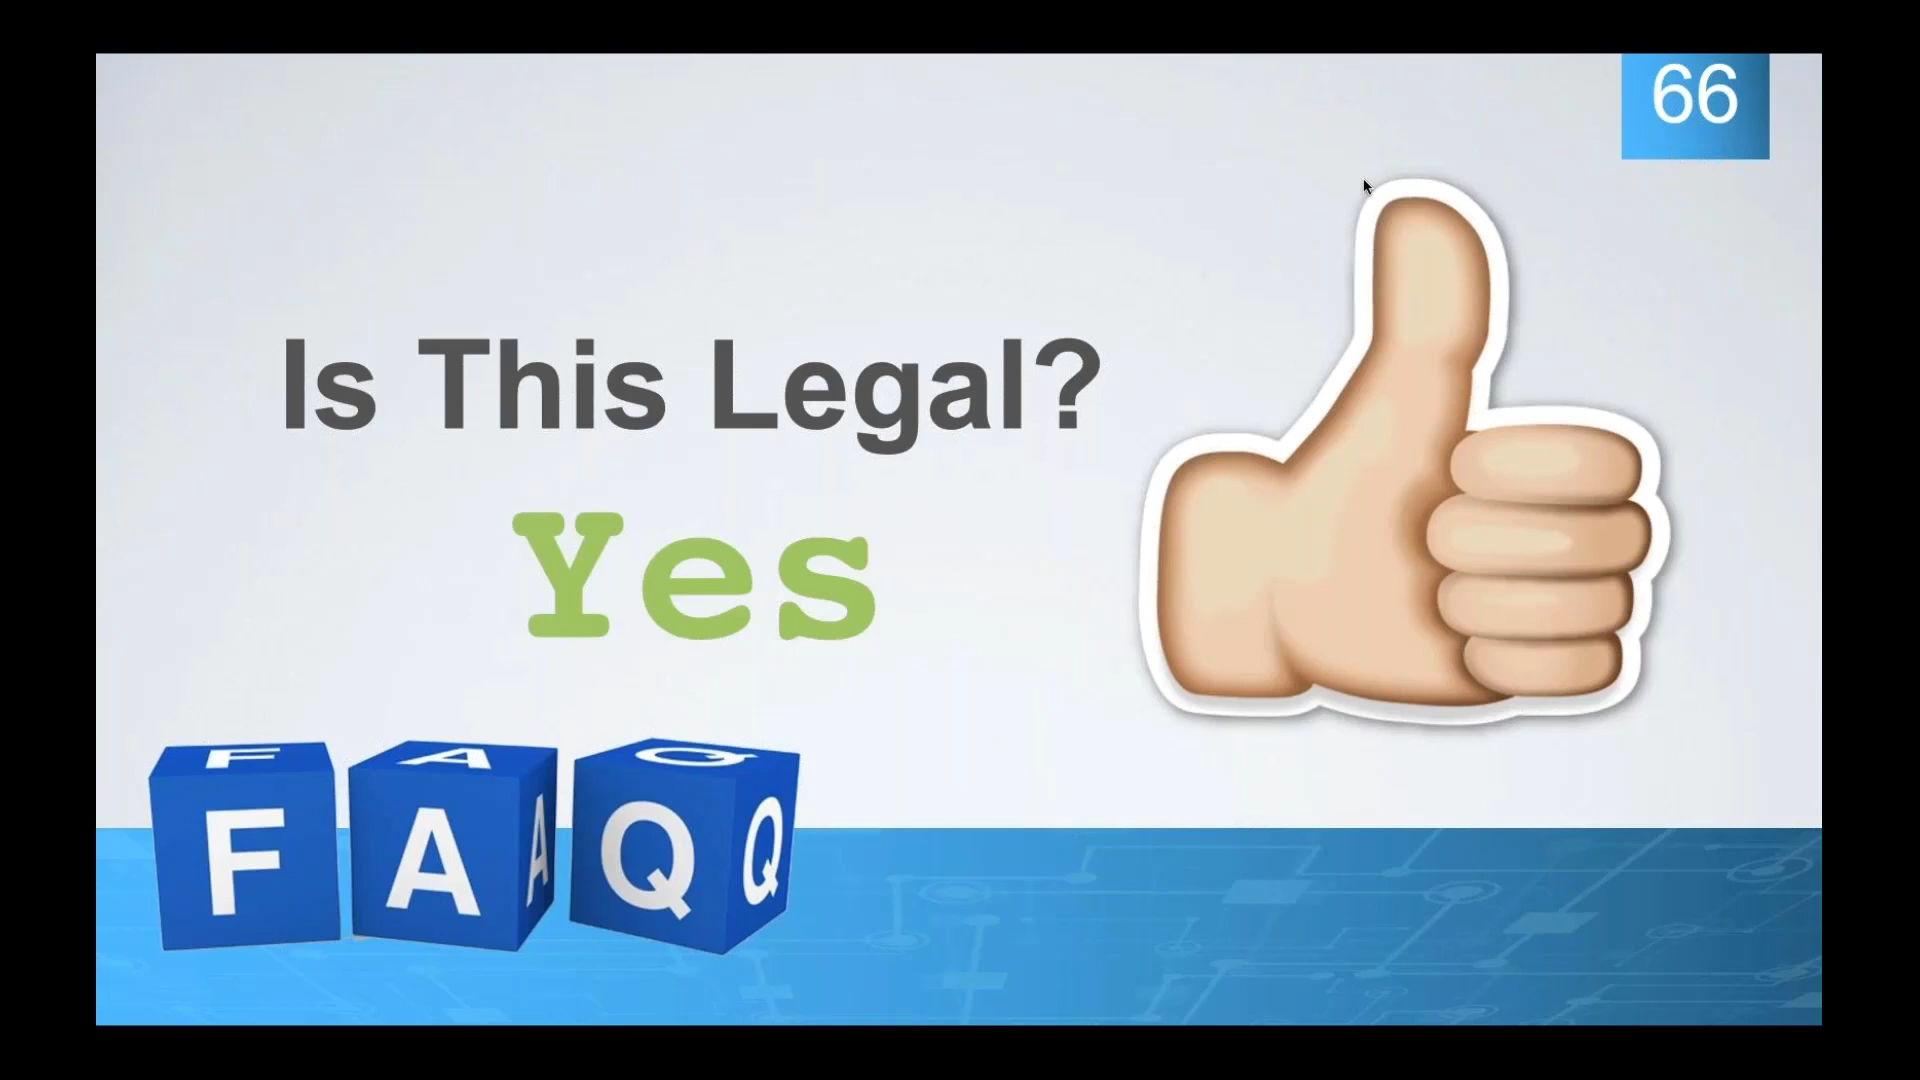 66
Is This Legal?
Yes
F A Q
F A A Q Q